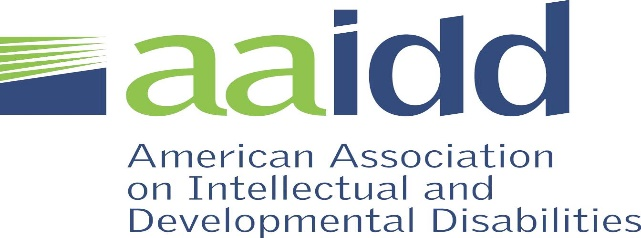 aaidd
American Association
on Intellectual and
Developmental Disabilities